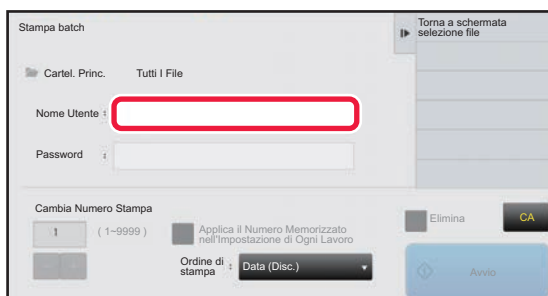 Stampa batch
Torna a schermata
selezione file
Cartel. Princ. Tutti I File
Nome Utente :
Password :
Cambia Numero Stampa
1 (1~9999)
Applica il Numero Memorizzato
nell'Impostazione di Ogni Lavoro
Elimina
CA
Ordine di
stampa : Data (Disc.)
Avvio